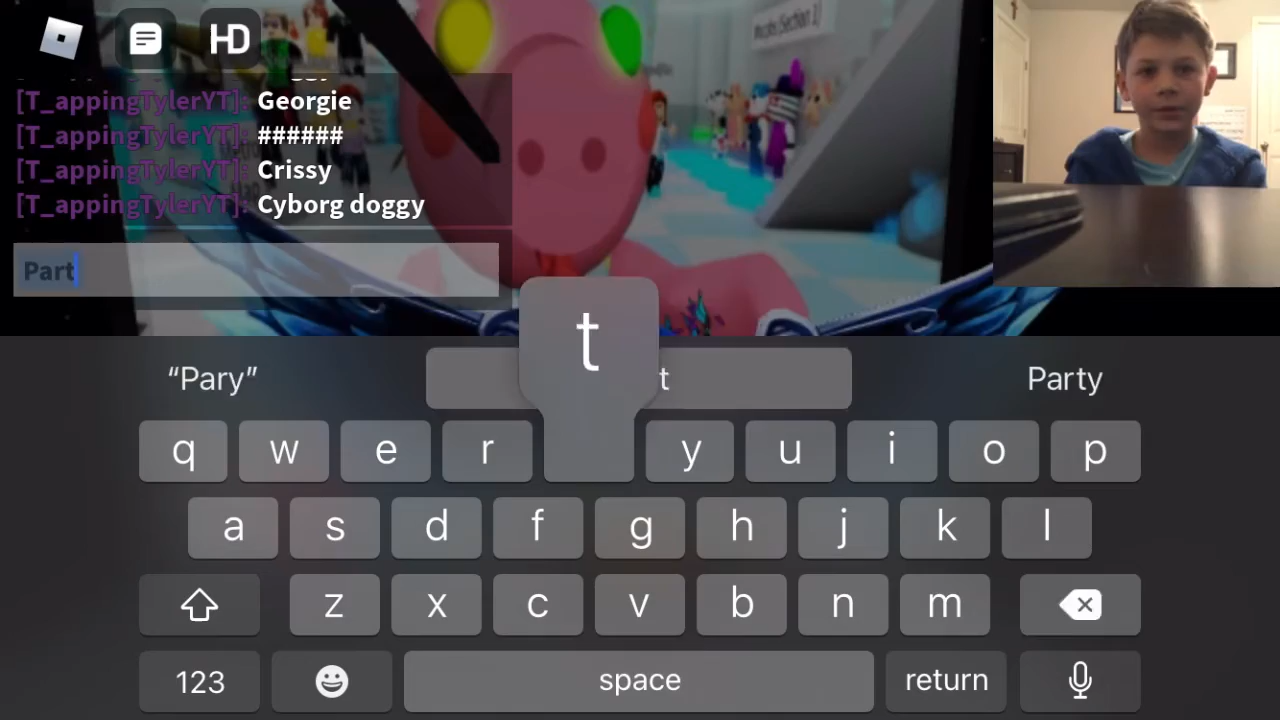 HD
[T_appingTylerYT]: Georgie
[T_appingTylerYT]: ######
[T_appingTylerYT]: Crissy
[T_appingTylerYT]: Cyborg doggy
Part
t
“Pary” t Party
q w e r y u i o p
a s d f g h j k l
z x c v b n m
123 space return